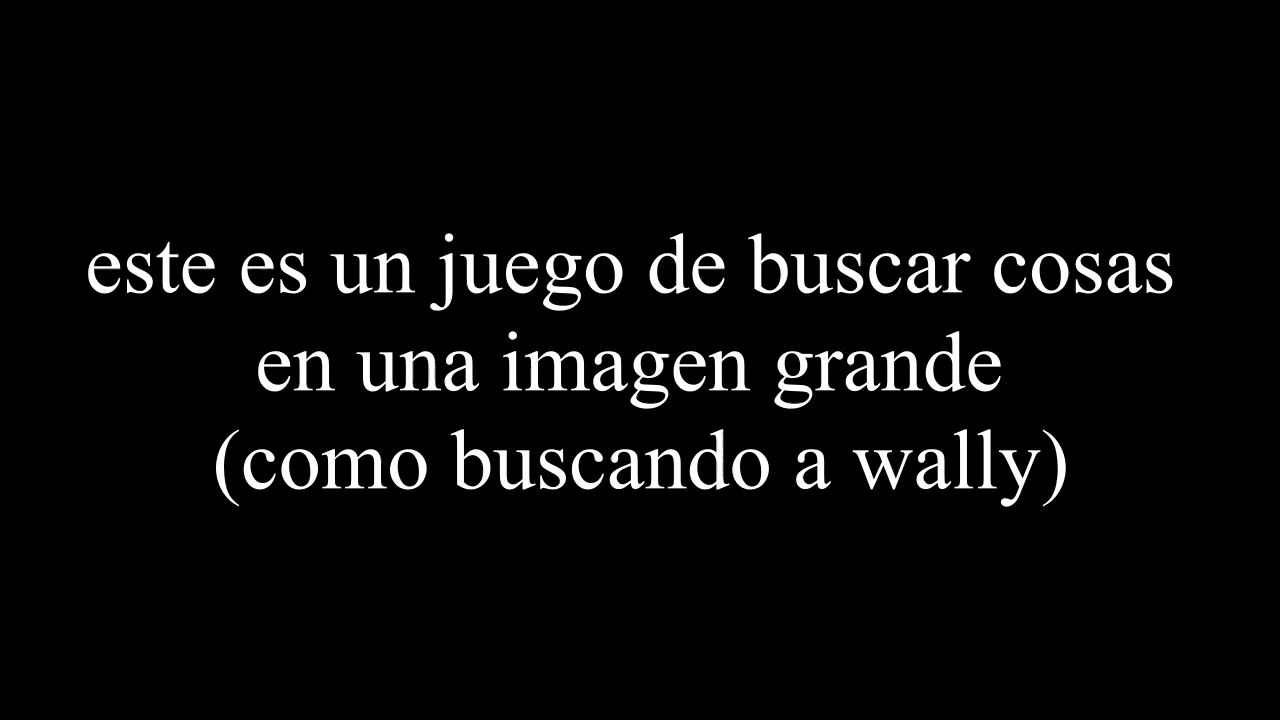 este es un juego de buscar cosas
en una imagen grande
(como buscando a wally)